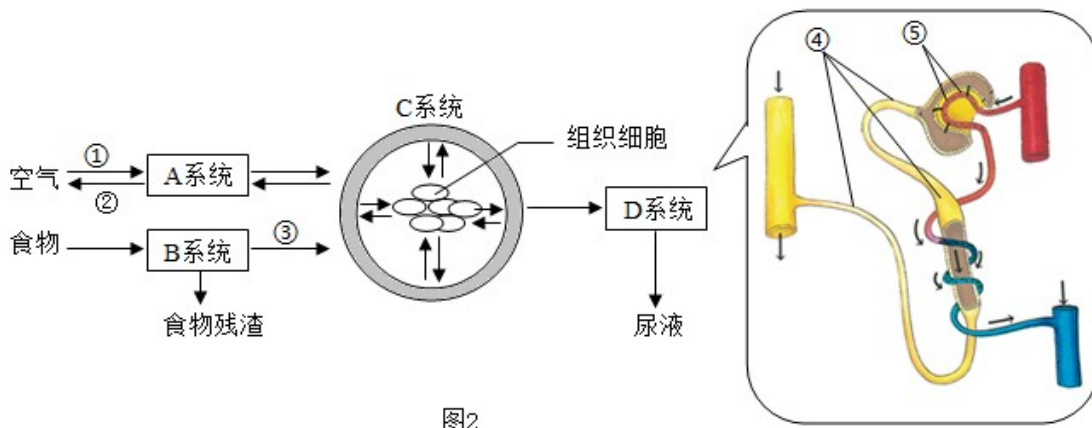 ④ ⑤
C系统
组织细胞
空气 ① ② A系统
D系统
食物 B系统 ③
食物残渣
尿液
图2